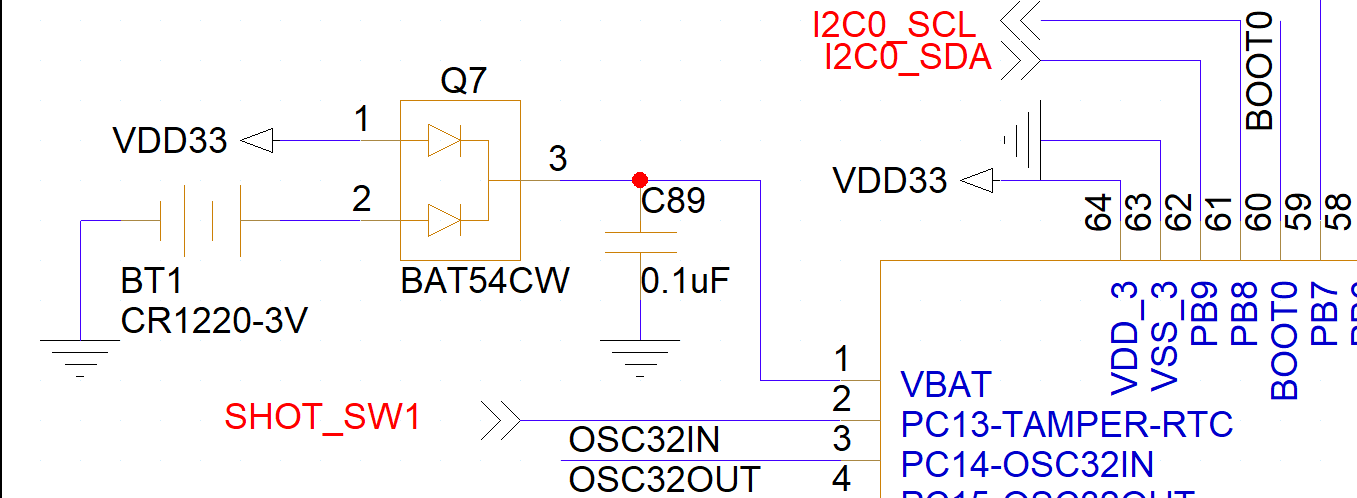 I2C0_SCL
I2C0_SDA
BOOT0
Q7
VDD33
1
2
3
C89
BAT54CW
0.1uF
BT1
CR1220-3V
VDD33
64
63
62
61
60
59
58
VDD_3
VSS_3
PB9
PB8
BOOT0
PB7
1
VBAT
SHOT_SW1
2
PC13-TAMPER-RTC
OSC32IN
3
PC14-OSC32IN
OSC32OUT
4
PC15-OSC32OUT